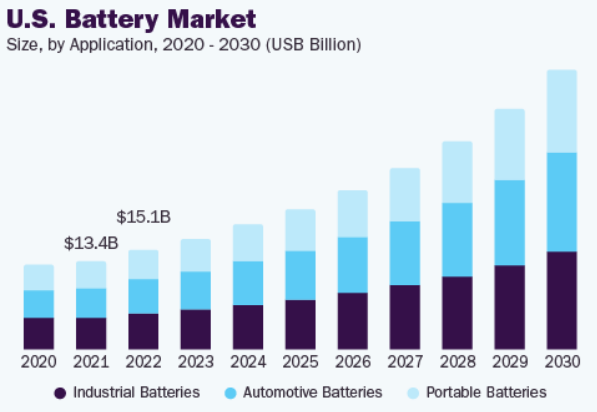 U.S. Battery Market
Size, by Application, 2020 - 2030 (USB Billion)
$15.1B
$13.4B
2020 2021 2022 2023 2024 2025 2026 2027 2028 2029 2030
Industrial Batteries Automotive Batteries Portable Batteries